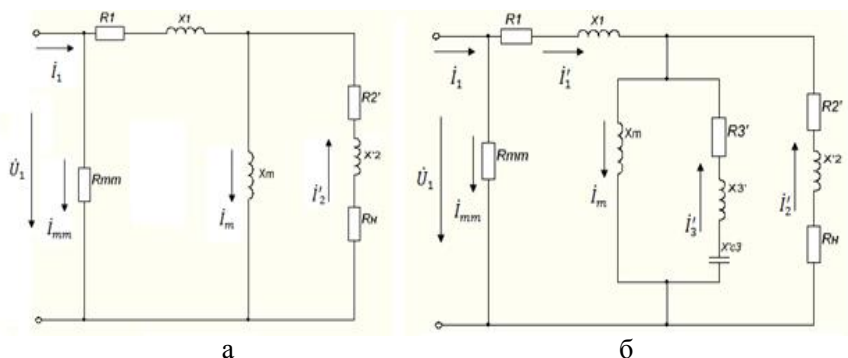 R1
X1
İ₁
U̇₁
Rmm
İₘₘ
Xm
İₘ
R2'
X'2
İ'₂
Rн
а
R1
X1
İ₁
İ'₁
U̇₁
Rmm
İₘₘ
Xm
İₘ
R3'
X3'
İ'₃
X'c3
R2'
X'2
İ'₂
Rн
б